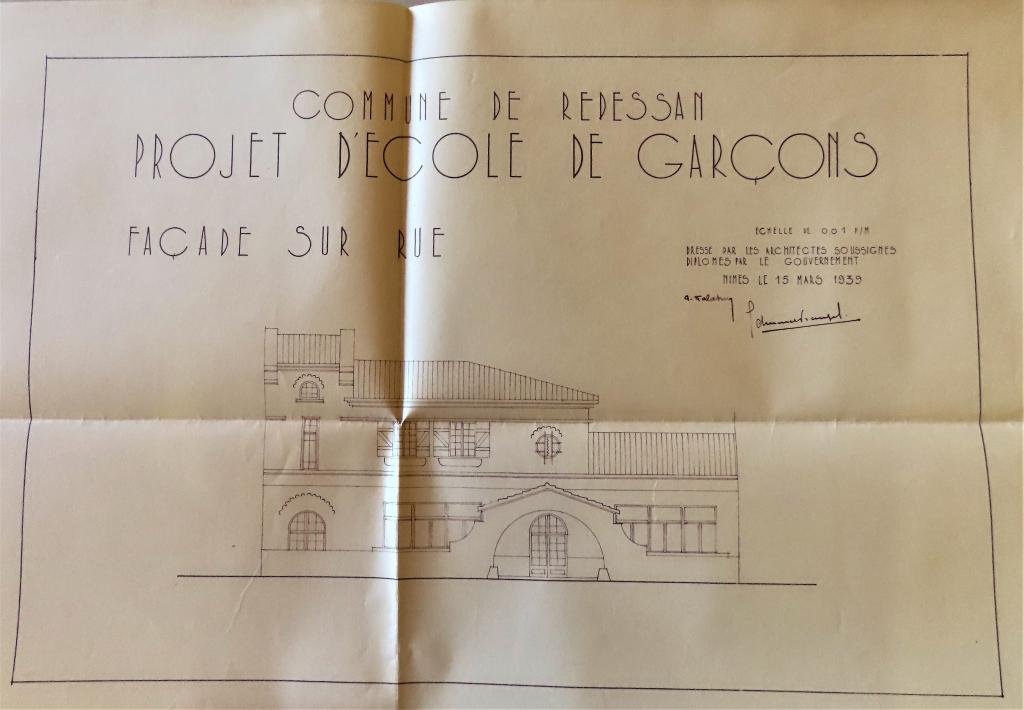 COMMUNE DE REDESSAN
PROJET D'ECOLE DE GARÇONS
FAÇADE SUR RUE
ECHELLE DE 0.01 P/M
DRESSE PAR LES ARCHITECTES SOUSSIGNES
DIPLOMES PAR LE GOUVERNEMENT
NIMES LE 15 MARS 1939